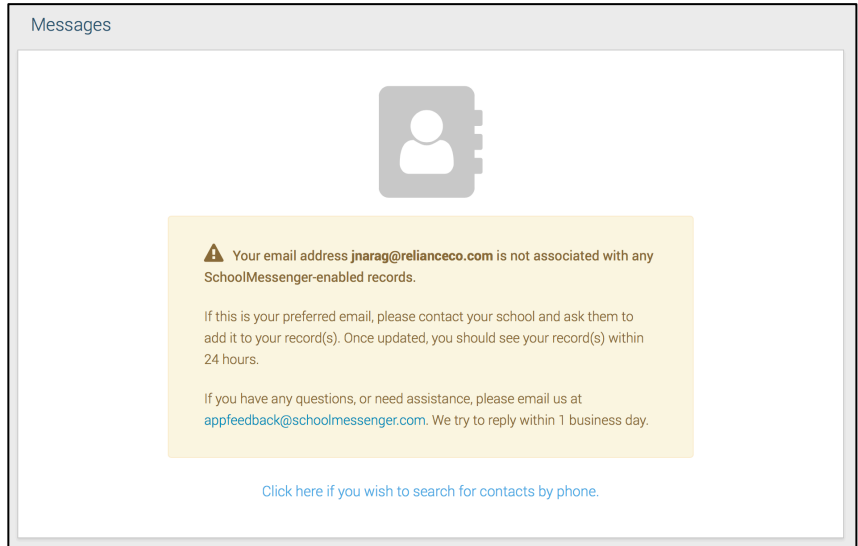 Messages
Your email address jnarag@relianceco.com is not associated with any
SchoolMessenger-enabled records.
If this is your preferred email, please contact your school and ask them to
add it to your record(s). Once updated, you should see your record(s) within
24 hours.
If you have any questions, or need assistance, please email us at
appfeedback@schoolmessenger.com. We try to reply within 1 business day.
Click here if you wish to search for contacts by phone.